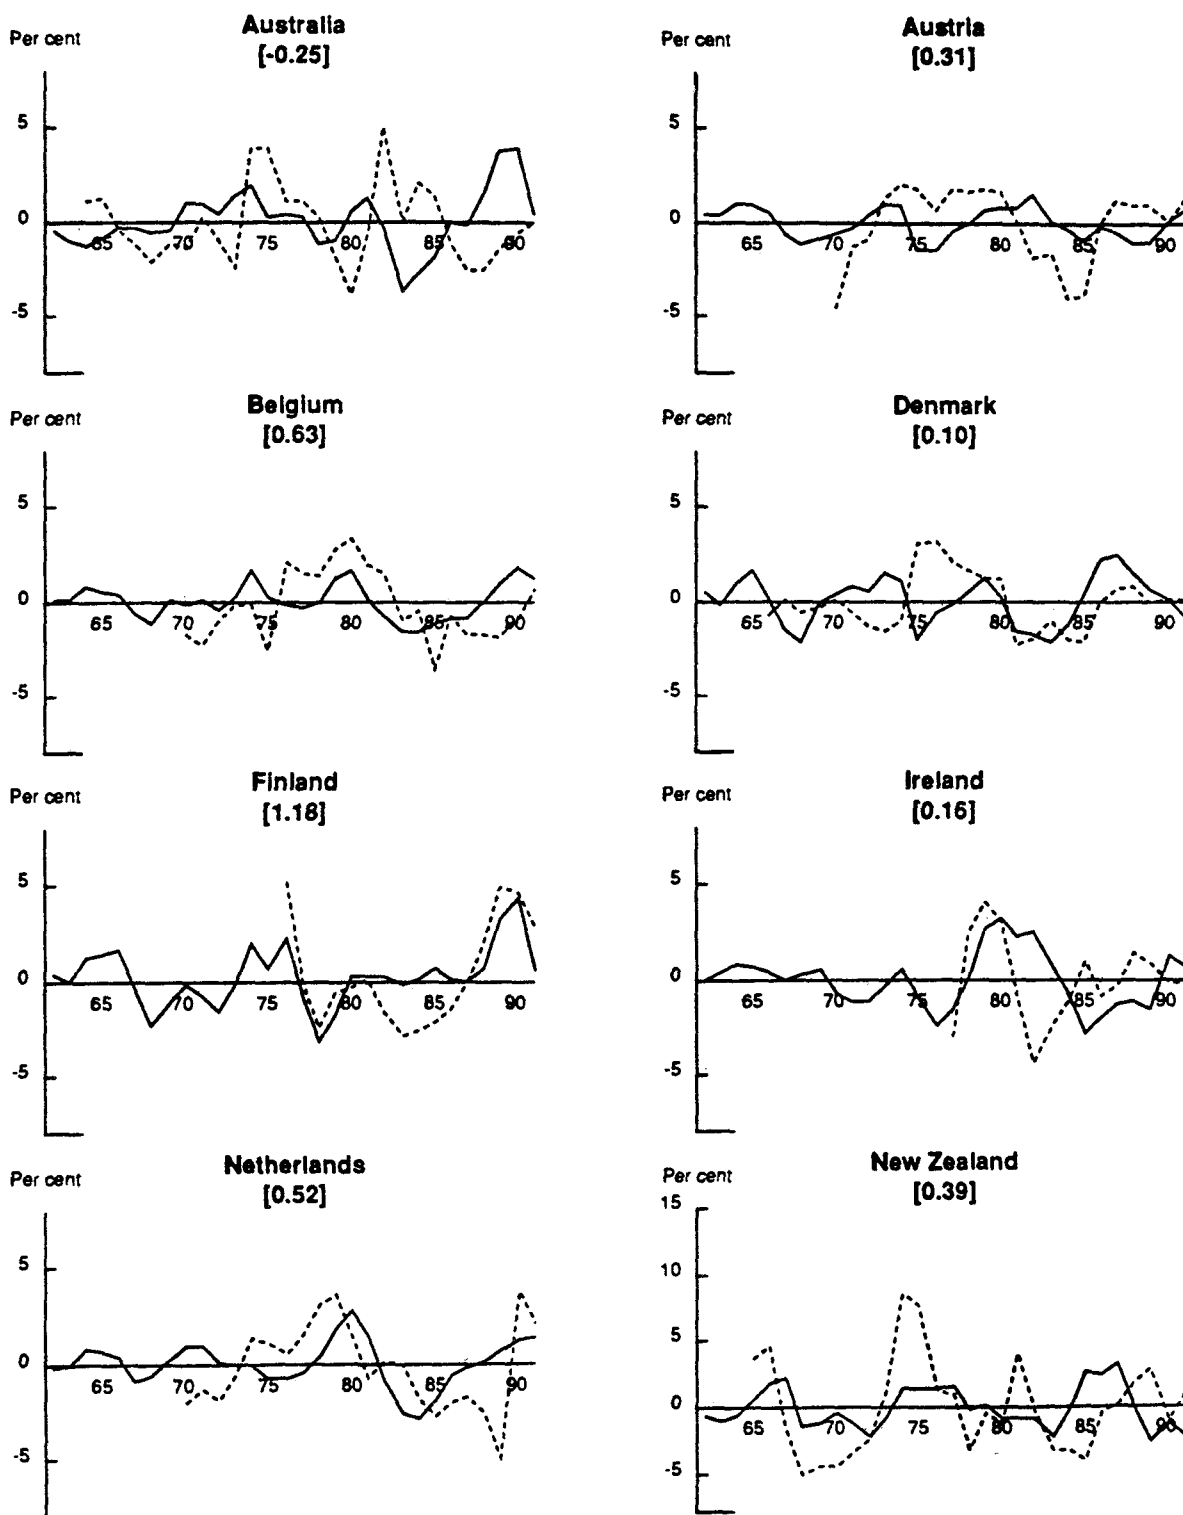 Australia
[-0.25]
Per cent
5
0
-5
65 70 75 80 85 90
Austria
[0.31]
Per cent
5
0
-5
65 70 75 80 85 90
Belgium
[0.63]
Per cent
5
0
-5
65 70 75 80 85 90
Denmark
[0.10]
Per cent
5
0
-5
65 70 75 80 85 90
Finland
[1.18]
Per cent
5
0
-5
65 70 75 80 85 90
Ireland
[0.16]
Per cent
5
0
-5
65 70 75 80 85 90
Netherlands
[0.52]
Per cent
5
0
-5
65 70 75 80 85 90
New Zealand
[0.39]
Per cent
15
10
5
0
-5
65 70 75 80 85 90